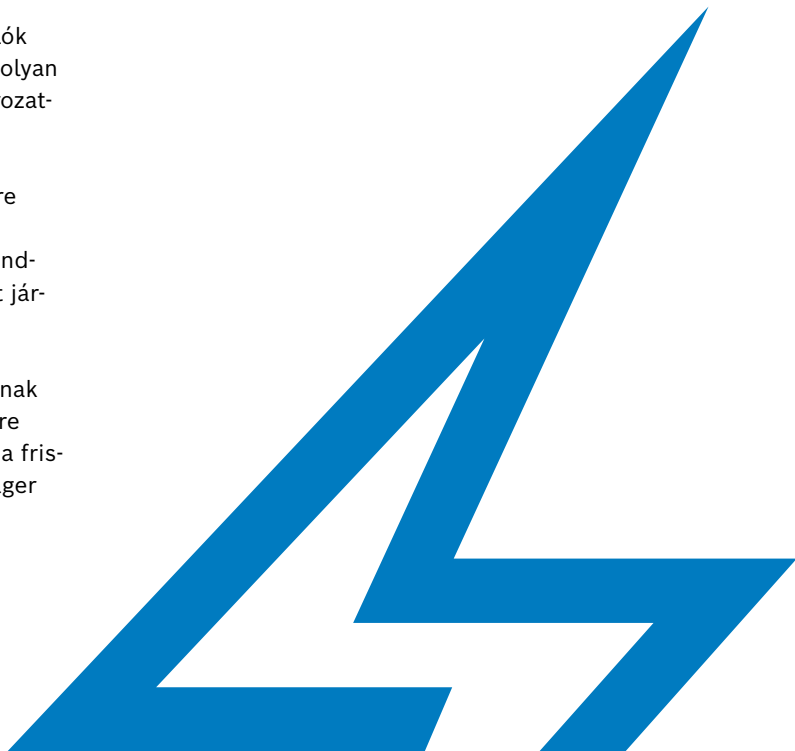 ók
olyan
ozat-
re
nd-
t jár-
nak
re
a fris-
ger